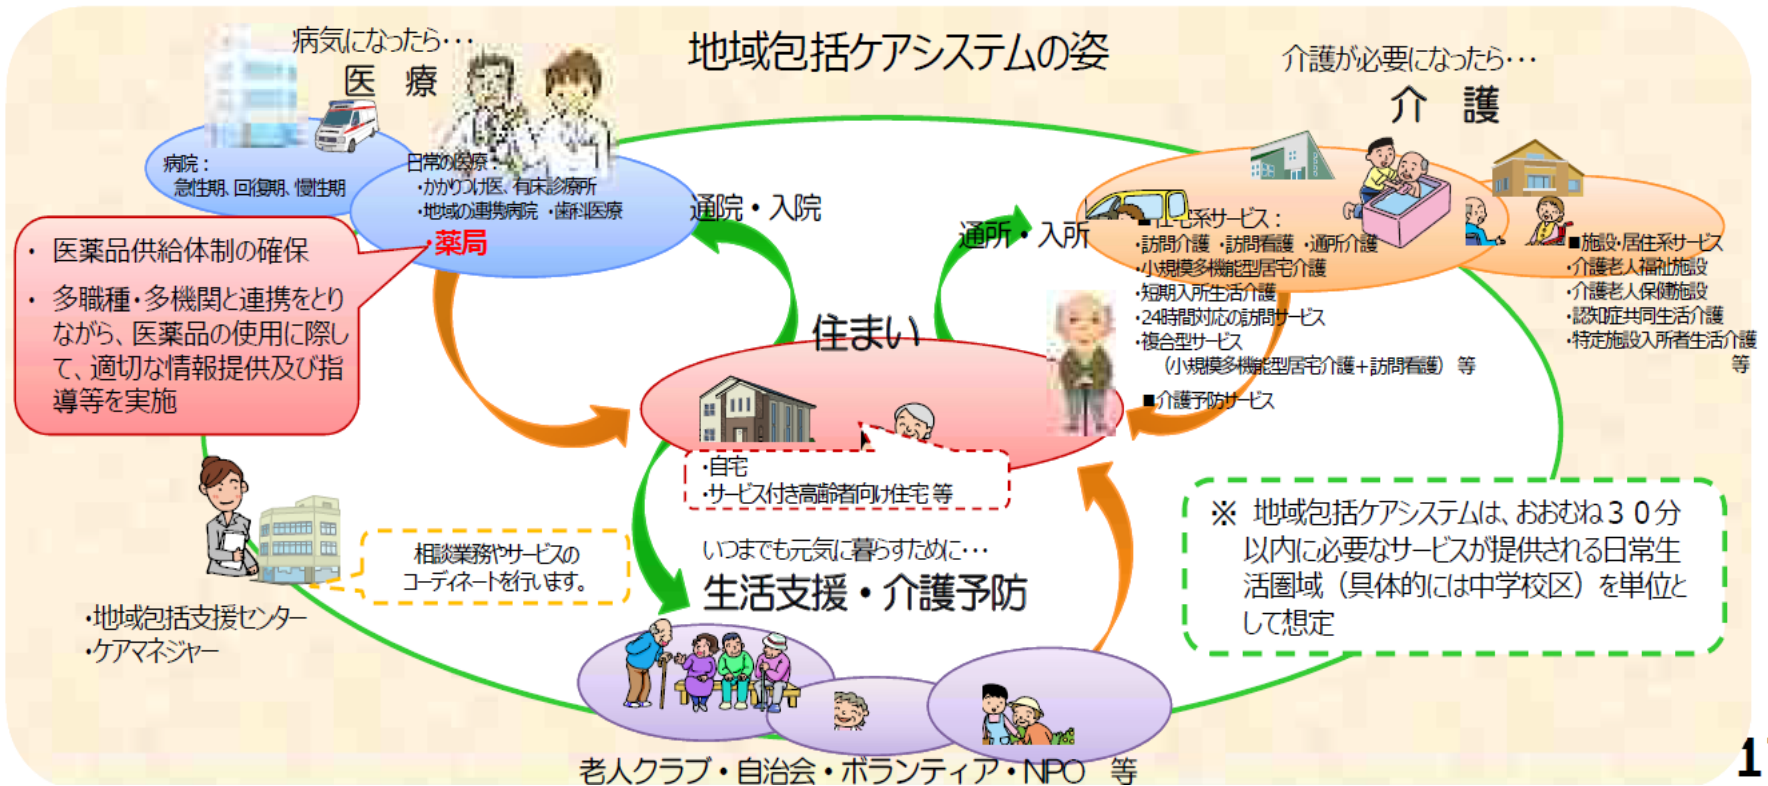 地域包括ケアシステムの姿
病気になったら･･･
医 療
病院：
急性期、回復期、慢性期
日常の医療：
・かかりつけ医、有床診療所
・地域の連携病院 ・歯科医療
・薬局
・ 医薬品供給体制の確保
・ 多職種・多機関と連携をとり
ながら、医薬品の使用に際し
て、適切な情報提供及び指
導等を実施
通院・入院
通所・入所
介護が必要になったら･･･
介 護
■在宅系サービス：
・訪問介護 ・訪問看護 ・通所介護
・小規模多機能型居宅介護
・短期入所生活介護
・24時間対応の訪問サービス
・複合型サービス
（小規模多機能型居宅介護＋訪問看護） 等
■介護予防サービス
■施設・居住系サービス
・介護老人福祉施設
・介護老人保健施設
・認知症共同生活介護
・特定施設入所者生活介護
等
住まい
・自宅
・サービス付き高齢者向け住宅 等
相談業務やサービスの
コーディネートを行います。
・地域包括支援センター
・ケアマネジャー
いつまでも元気に暮らすために･･･
生活支援・介護予防
老人クラブ・自治会・ボランティア・NPO 等
※ 地域包括ケアシステムは、おおむね３０分
以内に必要なサービスが提供される日常生
活圏域（具体的には中学校区）を単位と
して想定